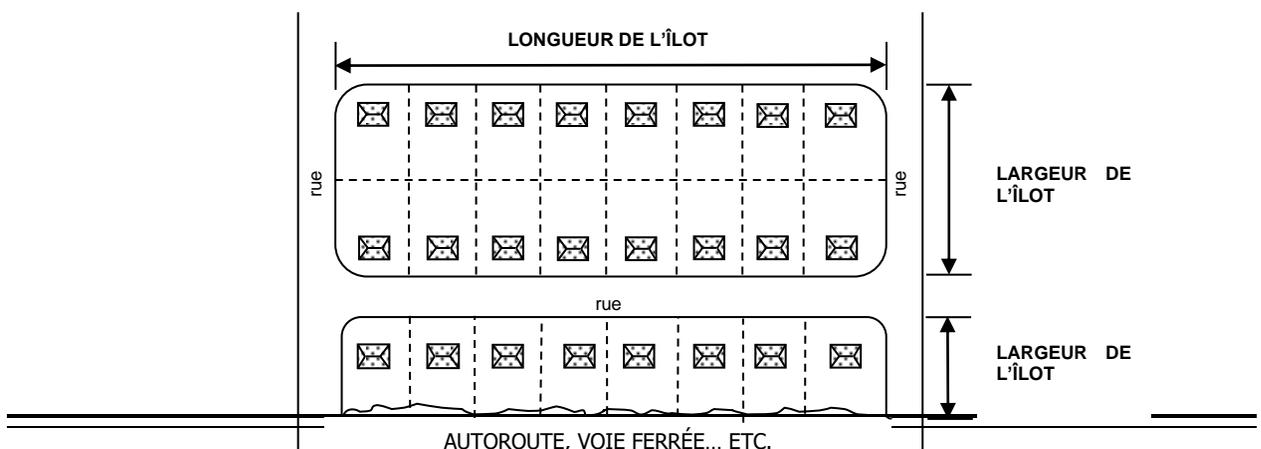 LONGUEUR DE L'ÎLOT
rue
rue
LARGEUR DE
L'ÎLOT
rue
LARGEUR DE
L'ÎLOT
AUTOROUTE, VOIE FERRÉE... ETC.